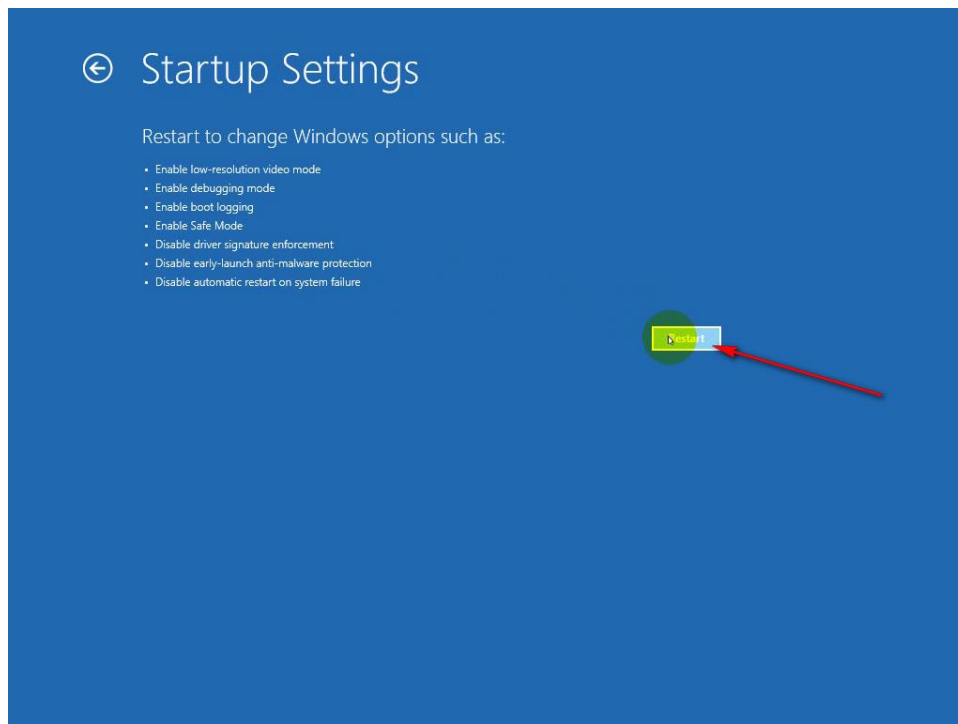 Startup Settings
Restart to change Windows options such as:
• Enable low-resolution video mode
• Enable debugging mode
• Enable boot logging
• Enable Safe Mode
• Disable driver signature enforcement
• Disable early-launch anti-malware protection
• Disable automatic restart on system failure
Restart